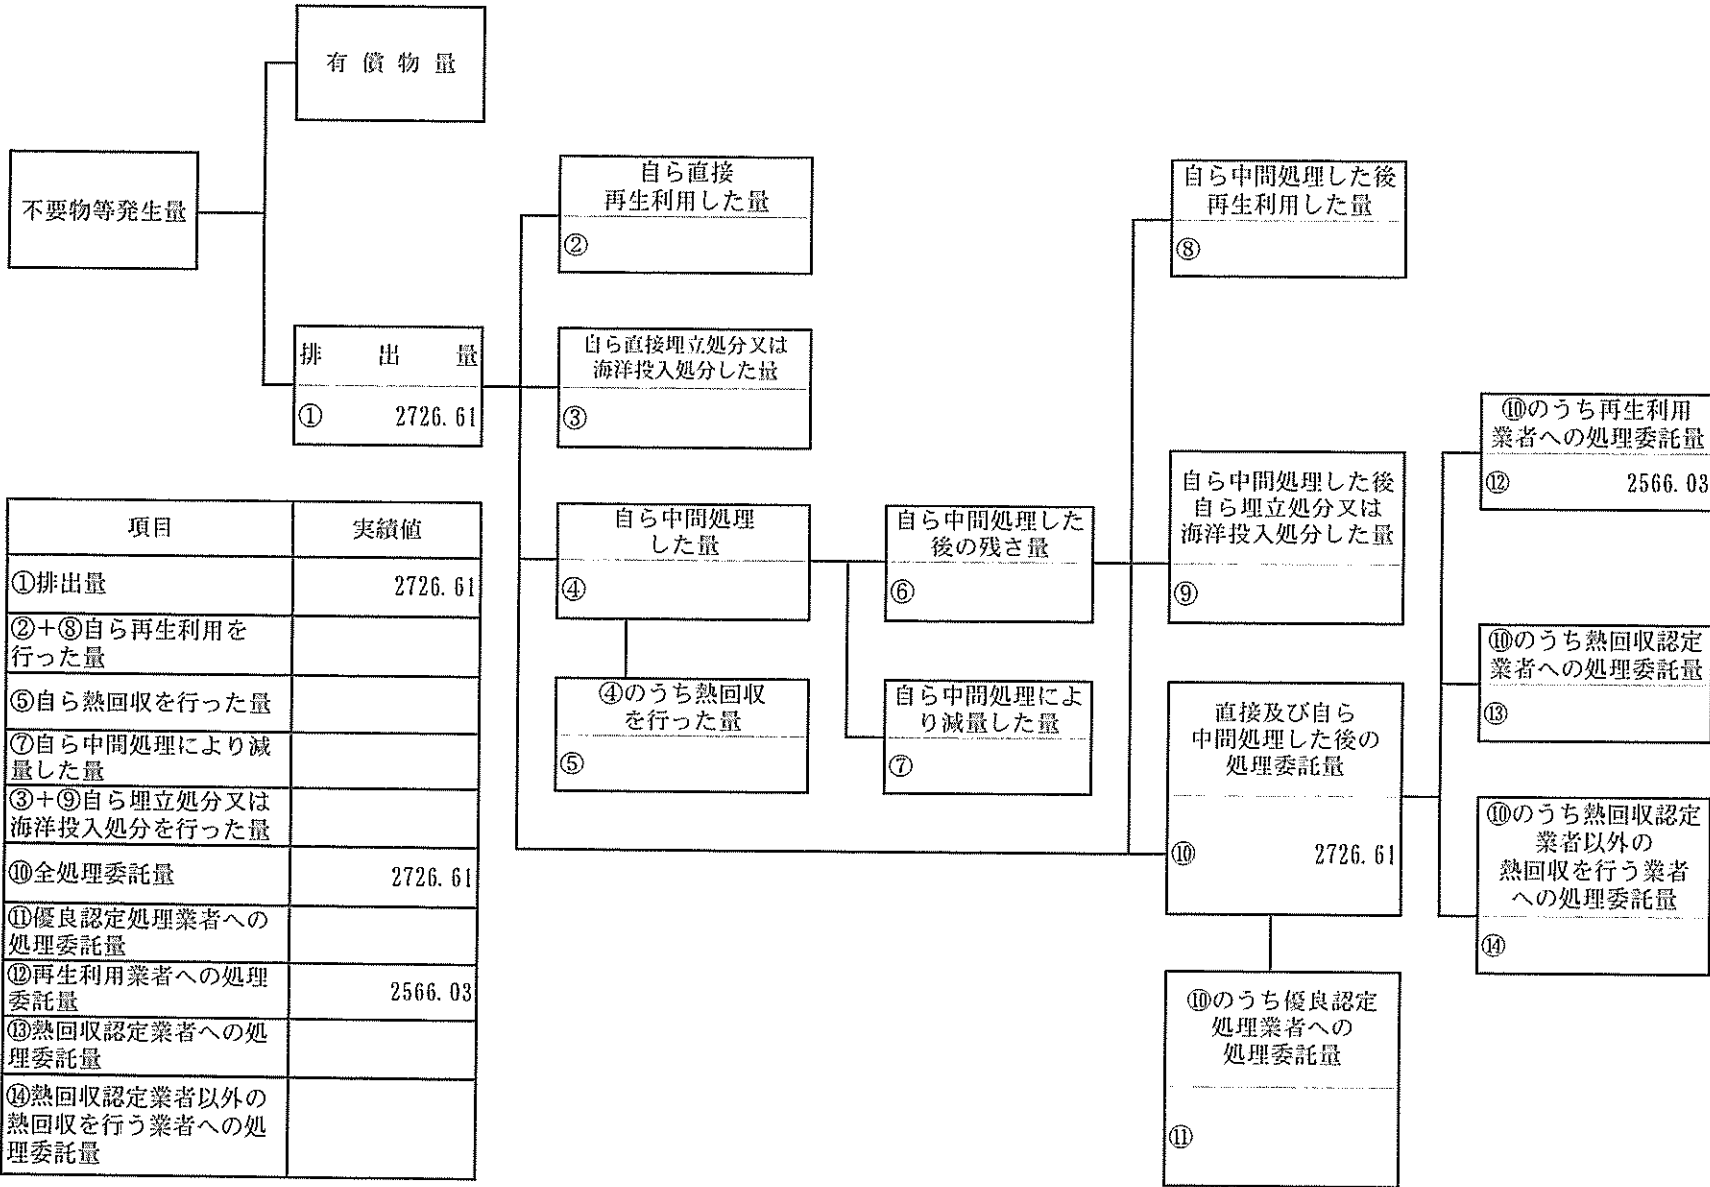 有償物量
不要物等発生量
排出量
① 2726.61
自ら直接
再生利用した量
②
自ら直接埋立処分又は
海洋投入処分した量
③
自ら中間処理
した量
④
④のうち熱回収
を行った量
⑤
自ら中間処理した
後の残さ量
⑥
自ら中間処理によ
り減量した量
⑦
自ら中間処理した後
再生利用した量
⑧
自ら中間処理した後
自ら埋立処分又は
海洋投入処分した量
⑨
直接及び自ら
中間処理した後の
処理委託量
⑩ 2726.61
⑩のうち優良認定
処理業者への
処理委託量
⑪
⑩のうち再生利用
業者への処理委託量
⑫ 2566.03
⑩のうち熱回収認定
業者への処理委託量
⑬
⑩のうち熱回収認定
業者以外の
熱回収を行う業者
への処理委託量
⑭
項目 実績値
①排出量 2726.61
②+⑧自ら再生利用を
行った量
⑤自ら熱回収を行った量
⑦自ら中間処理により減
量した量
③+⑨自ら埋立処分又は
海洋投入処分を行った量
⑩全処理委託量 2726.61
⑪優良認定処理業者への
処理委託量
⑫再生利用業者への処理
委託量 2566.03
⑬熱回収認定業者への処
理委託量
⑭熱回収認定業者以外の
熱回収を行う業者への処
理委託量